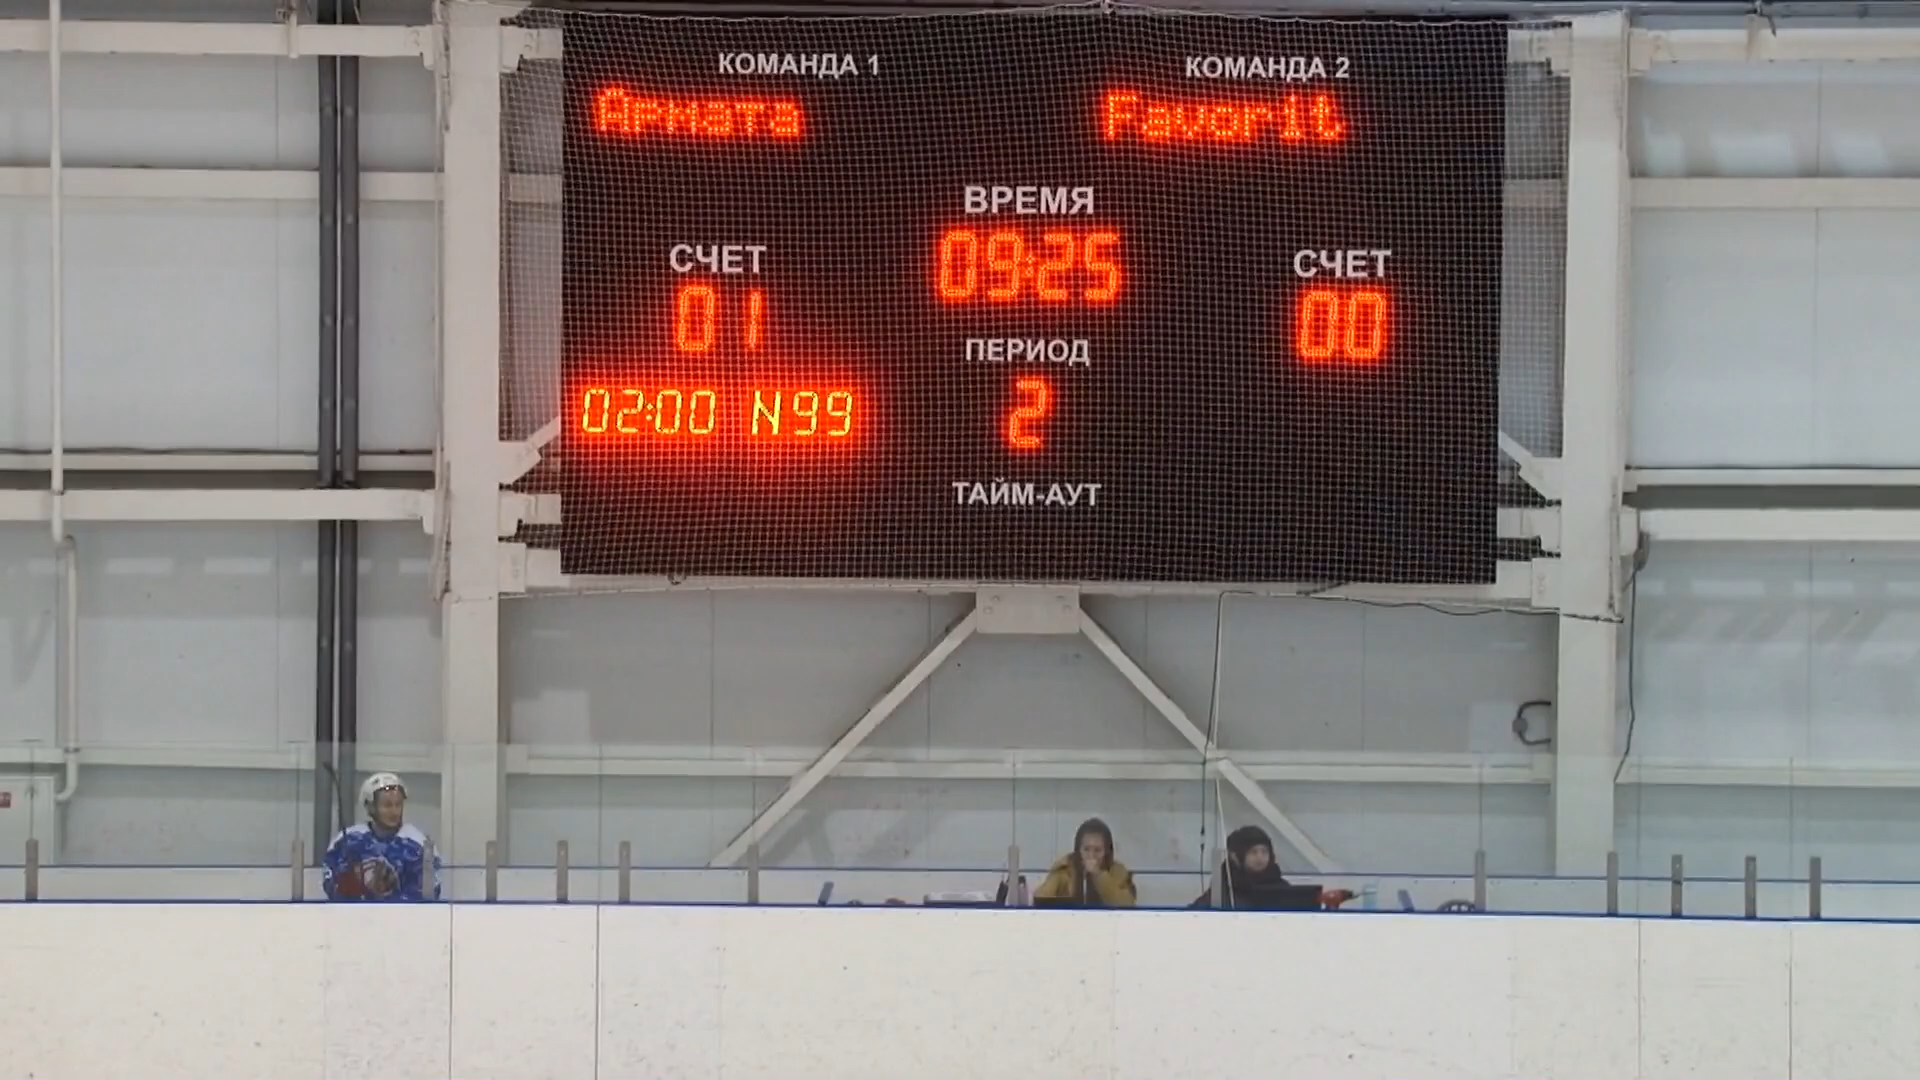 КОМАНДА 1 КОМАНДА 2
Армата Favorit
ВРЕМЯ
09:25
СЧЕТ СЧЕТ
01 00
ПЕРИОД
02:00 N99 2
ТАЙМ-АУТ